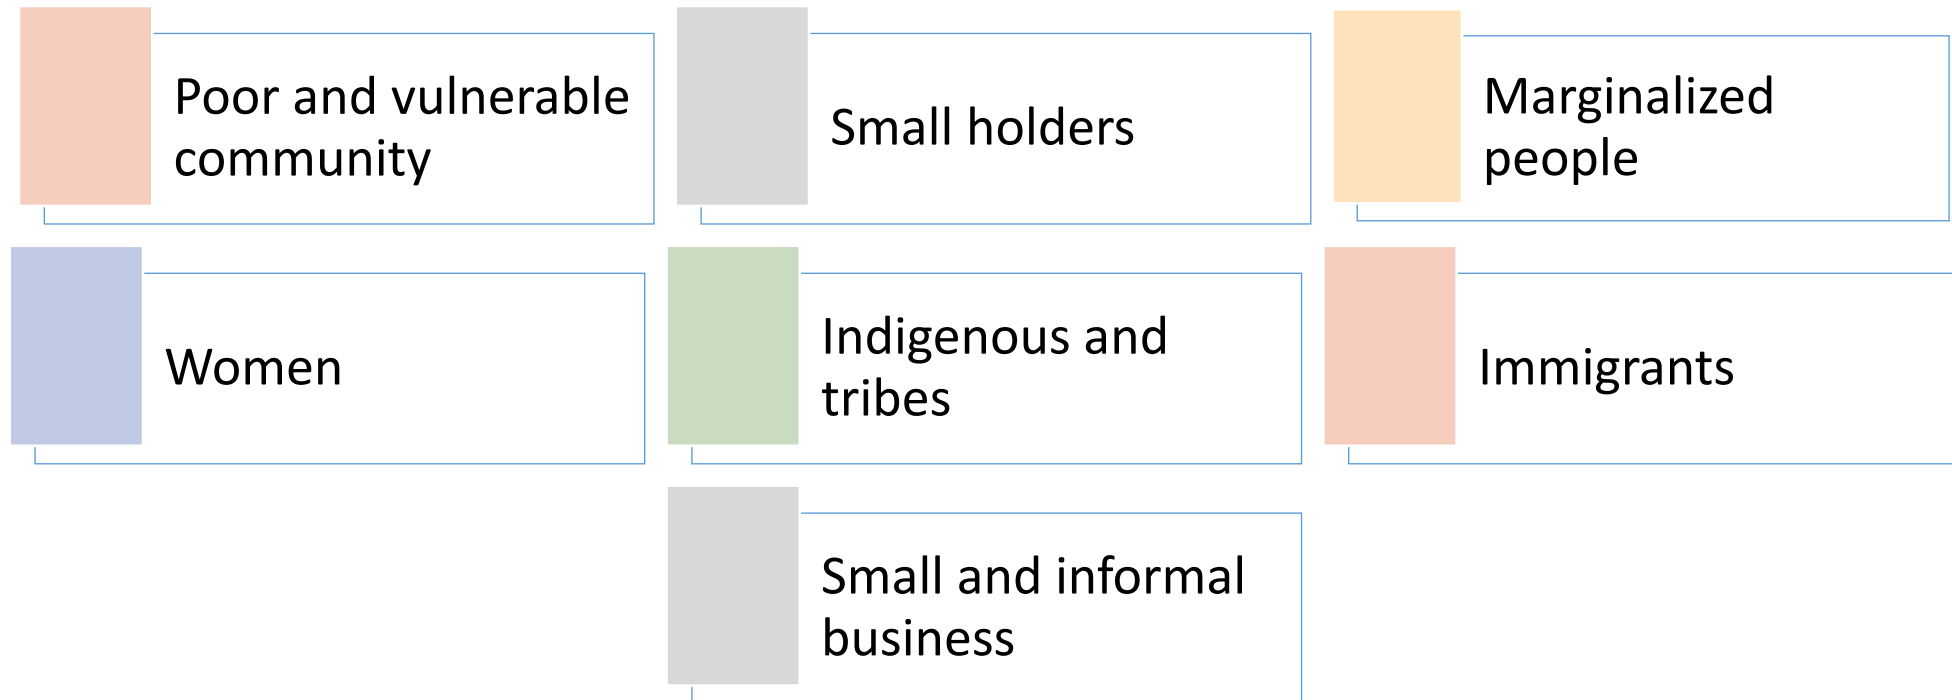 Poor and vulnerable
community
Small holders
Marginalized
people
Women
Indigenous and
tribes
Immigrants
Small and informal
business